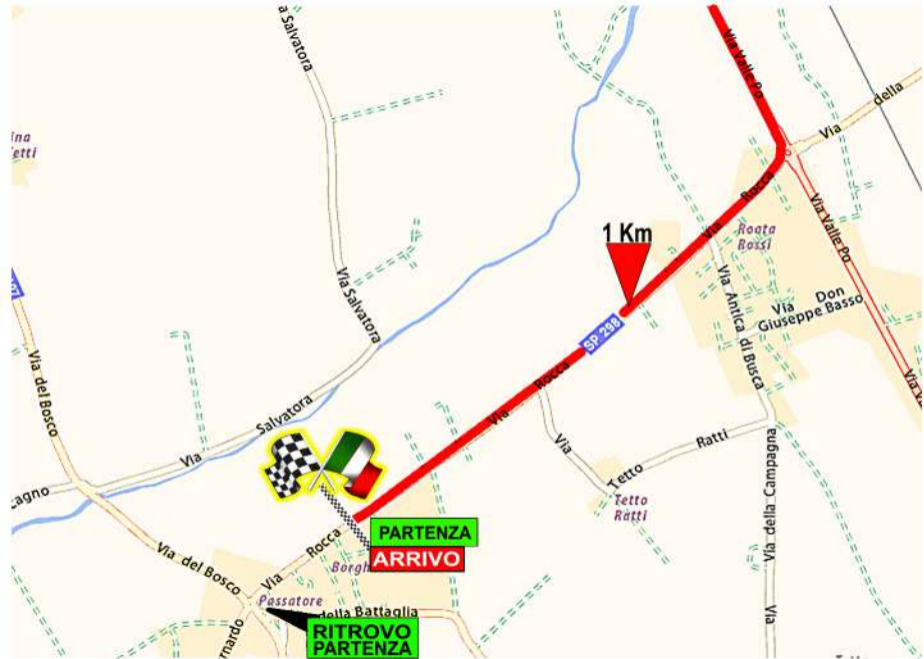 Via Salvatora
Via Valle Po
Via della
Via Rocca
1 Km
Roata
Rossi
Via Valle Po
Via Salvatora
Via Antica di Busca
Via Don
Giuseppe Basso
SP 298
Via Rocca
Via del Bosco
Via Salvatora
Via Tetto Ratti
Via
Tetto
Ratti
Via della Campagna
Via
PARTENZA
ARRIVO
Via Rocca
Via del Bosco
Passatore
della Battaglia
RITROVO
PARTENZA